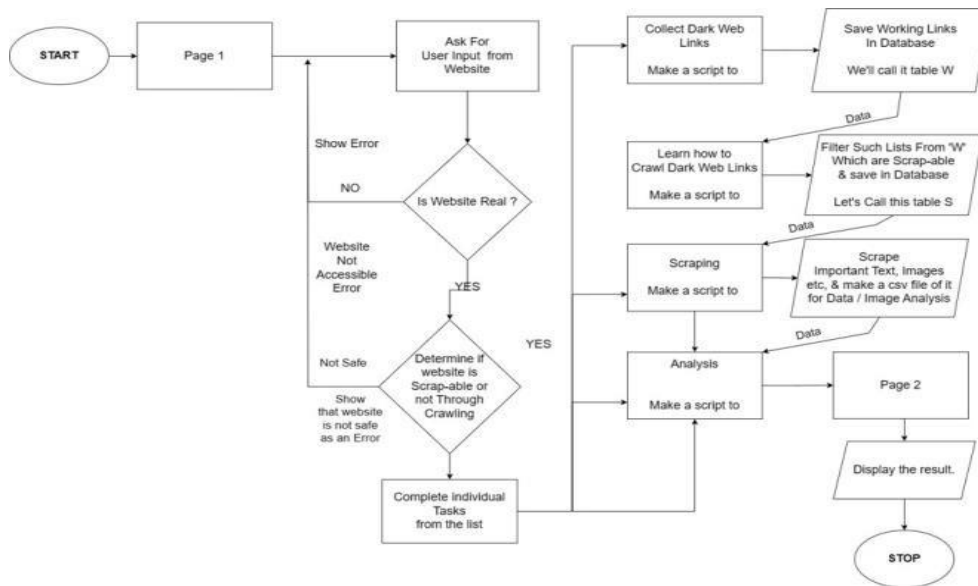 START
Page 1
Ask For
User Input from
Website
Show Error
NO
Is Website Real ?
Website
Not
Accessible
Error
YES
Not Safe
Determine if
website is
Scrap-able or
not Through
Crawling
Show
that website
is not safe
as an Error
YES
Complete individual
Tasks
from the list
Collect Dark Web
Links
Make a script to
Save Working Links
In Database
We'll call it table W
Data
Learn how to
Crawl Dark Web Links
Make a script to
Filter Such Lists From 'W'
Which are Scrap-able
& save in Database
Let's Call this table S
Data
Scraping
Make a script to
Scrape
Important Text, Images
etc, & make a csv file of it
for Data / Image Analysis
Data
Analysis
Make a script to
Page 2
Display the result.
STOP